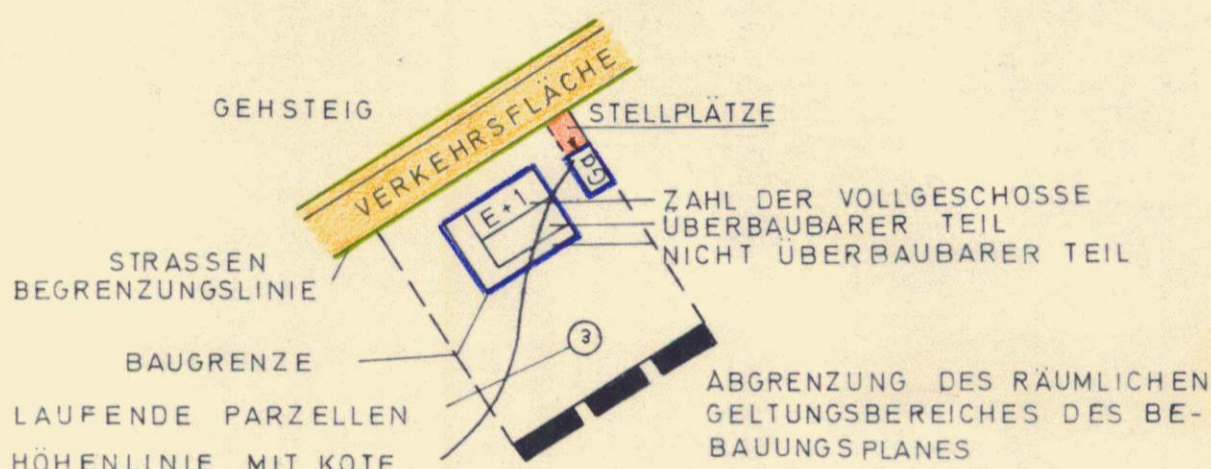 GEHSTEIG
VERKEHRSFLÄCHE
STELLPLÄTZE
Ga
E+1
ZAHL DER VOLLGESCHOSSE
ÜBERBAUBARER TEIL
NICHT ÜBERBAUBARER TEIL
STRASSEN
BEGRENZUNGSLINIE
BAUGRENZE
3
LAUFENDE PARZELLEN
HÖHENLINIE MIT KOTE
ABGRENZUNG DES RÄUMLICHEN
GELTUNGSBEREICHES DES BE-
BAUUNGSPLANES